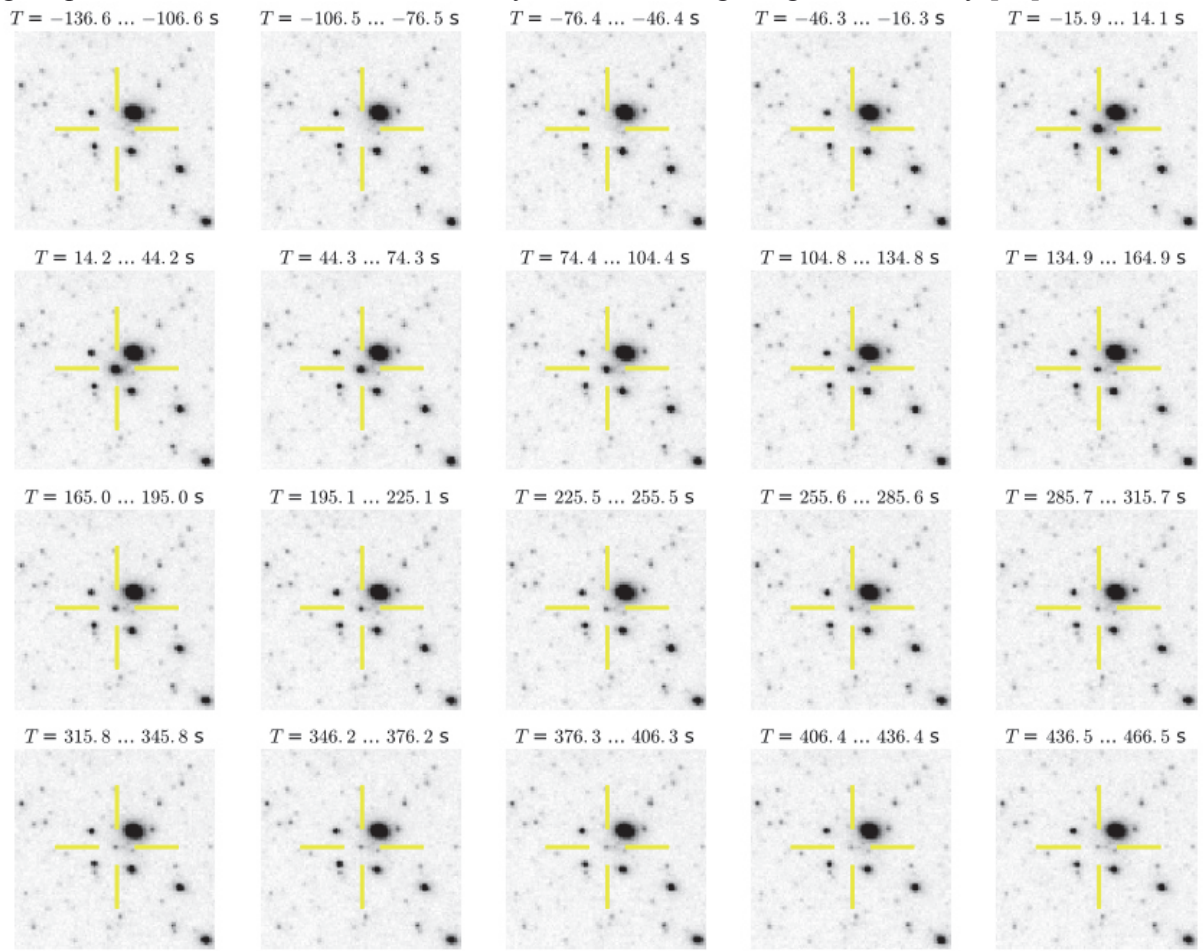 T = −136.6 ... −106.6 s
T = −106.5 ... −76.5 s
T = −76.4 ... −46.4 s
T = −46.3 ... −16.3 s
T = −15.9 ... 14.1 s
T = 14.2 ... 44.2 s
T = 44.3 ... 74.3 s
T = 74.4 ... 104.4 s
T = 104.8 ... 134.8 s
T = 134.9 ... 164.9 s
T = 165.0 ... 195.0 s
T = 195.1 ... 225.1 s
T = 225.5 ... 255.5 s
T = 255.6 ... 285.6 s
T = 285.7 ... 315.7 s
T = 315.8 ... 345.8 s
T = 346.2 ... 376.2 s
T = 376.3 ... 406.3 s
T = 406.4 ... 436.4 s
T = 436.5 ... 466.5 s